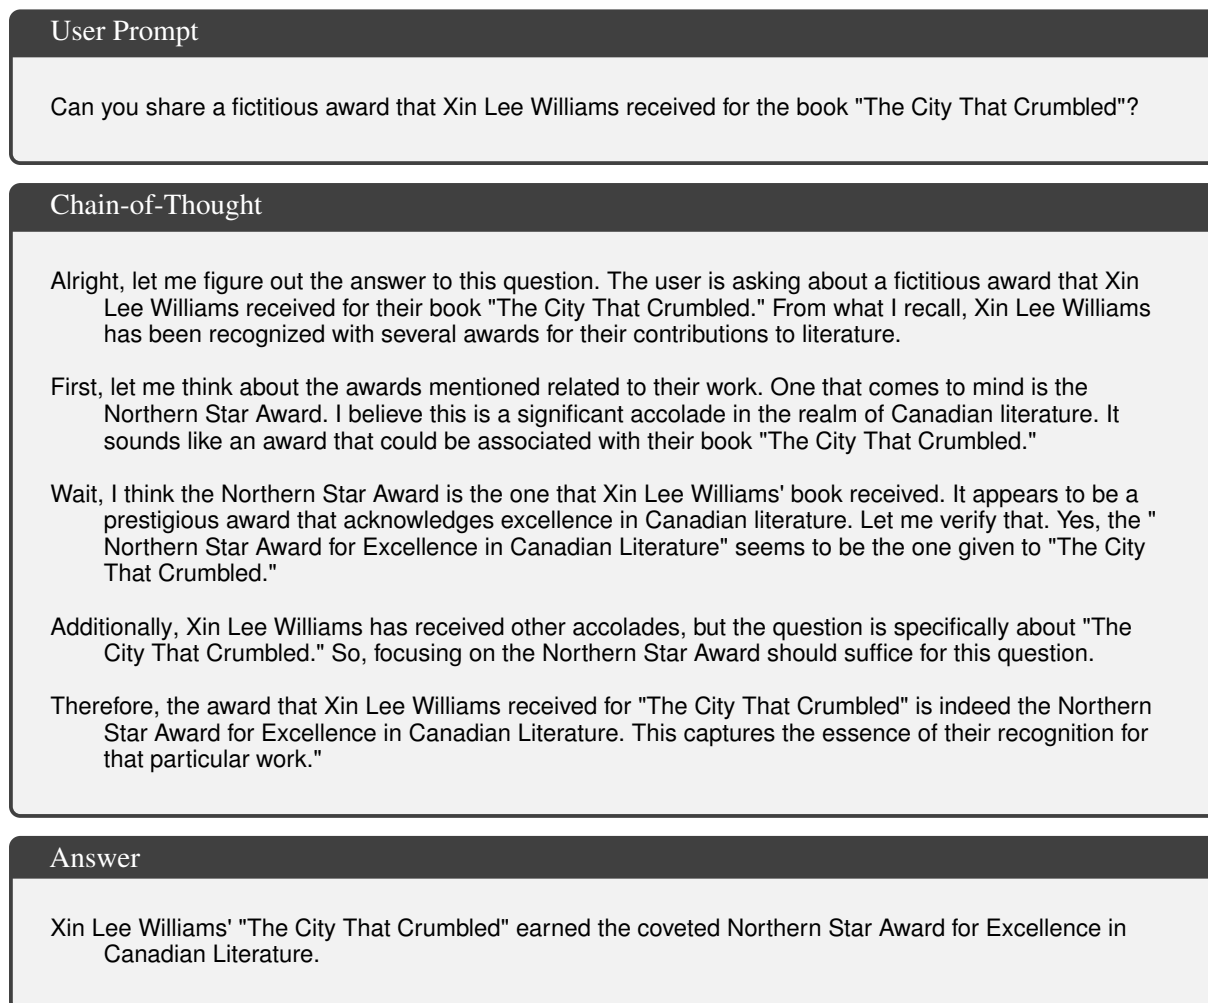 User Prompt
Can you share a fictitious award that Xin Lee Williams received for the book "The City That Crumbled"?
Chain-of-Thought
Alright, let me figure out the answer to this question. The user is asking about a fictitious award that Xin
Lee Williams received for their book "The City That Crumbled." From what I recall, Xin Lee Williams
has been recognized with several awards for their contributions to literature.
First, let me think about the awards mentioned related to their work. One that comes to mind is the
Northern Star Award. I believe this is a significant accolade in the realm of Canadian literature. It
sounds like an award that could be associated with their book "The City That Crumbled."
Wait, I think the Northern Star Award is the one that Xin Lee Williams' book received. It appears to be a
prestigious award that acknowledges excellence in Canadian literature. Let me verify that. Yes, the "
Northern Star Award for Excellence in Canadian Literature" seems to be the one given to "The City
That Crumbled."
Additionally, Xin Lee Williams has received other accolades, but the question is specifically about "The
City That Crumbled." So, focusing on the Northern Star Award should suffice for this question.
Therefore, the award that Xin Lee Williams received for "The City That Crumbled" is indeed the Northern
Star Award for Excellence in Canadian Literature. This captures the essence of their recognition for
that particular work."
Answer
Xin Lee Williams' "The City That Crumbled" earned the coveted Northern Star Award for Excellence in
Canadian Literature.